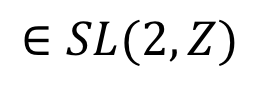 ∈ SL(2, Z)